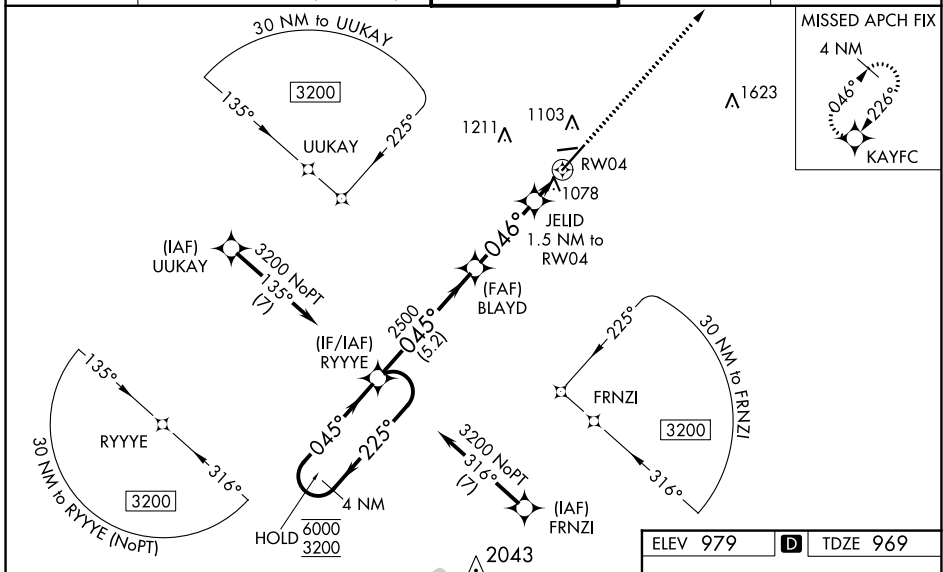 30 NM to UUKAY
3200
135°
225°
UUKAY
MISSED APCH FIX
4 NM
046°
226°
KAYFC
1623
1211
1103
RW04
1078
JELID
1.5 NM to
RW04
046°
(FAF)
BLAYD
(IAF)
UUKAY
3200 NoPT
135°
(7)
2500
045°
(5.2)
(IF/IAF)
RYYYE
045°
225°
4 NM
HOLD
6000
3200
135°
RYYYE
316°
3200
30 NM to RYYYE (NoPT)
225°
FRNZI
30 NM to FRNZI
3200
316°
3200 NoPT
316°
(7)
(IAF)
FRNZI
2043
ELEV 979
D
TDZE 969